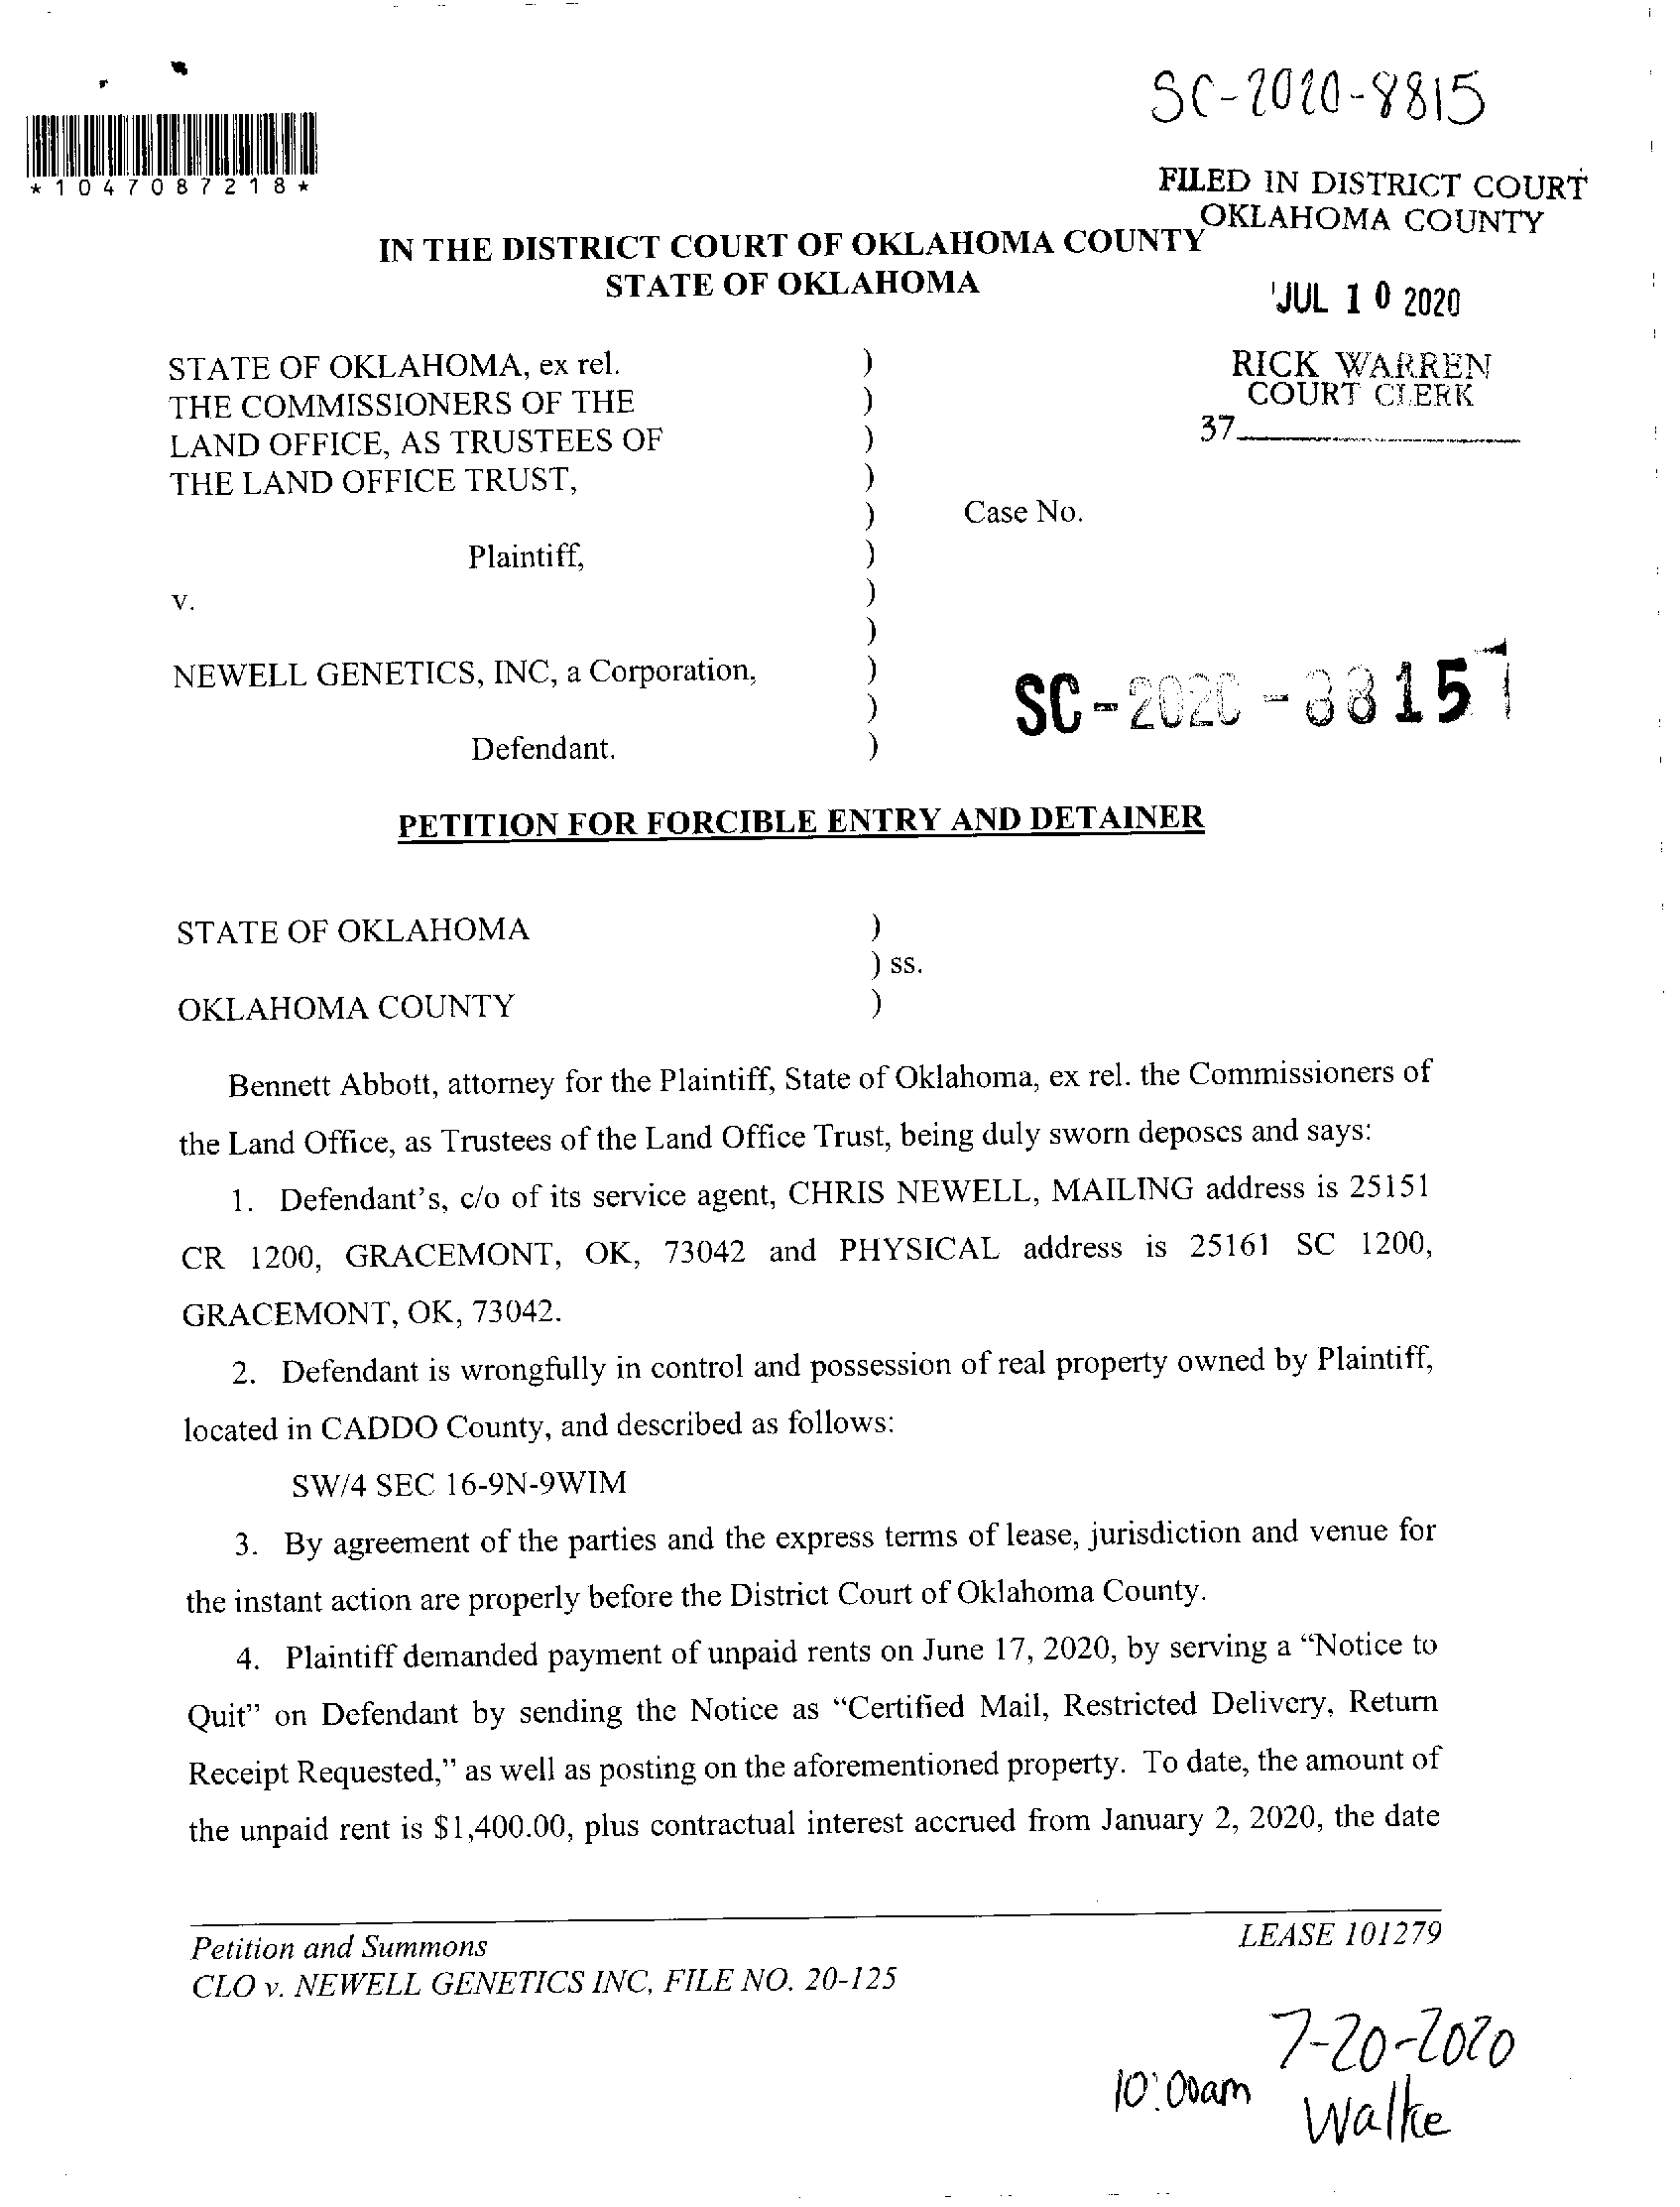 SC-2020-8815
*1047087218*
FILED IN DISTRICT COURT
OKLAHOMA COUNTY
IN THE DISTRICT COURT OF OKLAHOMA COUNTY
STATE OF OKLAHOMA
JUL 10 2020
STATE OF OKLAHOMA, ex rel. )
THE COMMISSIONERS OF THE )
LAND OFFICE, AS TRUSTEES OF )
THE LAND OFFICE TRUST, )
RICK WARREN
COURT CLERK
37
) Case No.
Plaintiff, )
v. )
)
NEWELL GENETICS, INC, a Corporation, )
)
Defendant. )
SC-2020-8815
PETITION FOR FORCIBLE ENTRY AND DETAINER
STATE OF OKLAHOMA )
) ss.
OKLAHOMA COUNTY )
Bennett Abbott, attorney for the Plaintiff, State of Oklahoma, ex rel. the Commissioners of
the Land Office, as Trustees of the Land Office Trust, being duly sworn deposes and says:
1. Defendant's, c/o of its service agent, CHRIS NEWELL, MAILING address is 25151
CR 1200, GRACEMONT, OK, 73042 and PHYSICAL address is 25161 SC 1200,
GRACEMONT, OK, 73042.
2. Defendant is wrongfully in control and possession of real property owned by Plaintiff,
located in CADDO County, and described as follows:
SW/4 SEC 16-9N-9WIM
3. By agreement of the parties and the express terms of lease, jurisdiction and venue for
the instant action are properly before the District Court of Oklahoma County.
4. Plaintiff demanded payment of unpaid rents on June 17, 2020, by serving a "Notice to
Quit" on Defendant by sending the Notice as "Certified Mail, Restricted Delivery, Return
Receipt Requested," as well as posting on the aforementioned property. To date, the amount of
the unpaid rent is $1,400.00, plus contractual interest accrued from January 2, 2020, the date
Petition and Summons LEASE 101279
CLO v. NEWELL GENETICS INC, FILE NO. 20-125
7-20-2020
10:00am
Walke